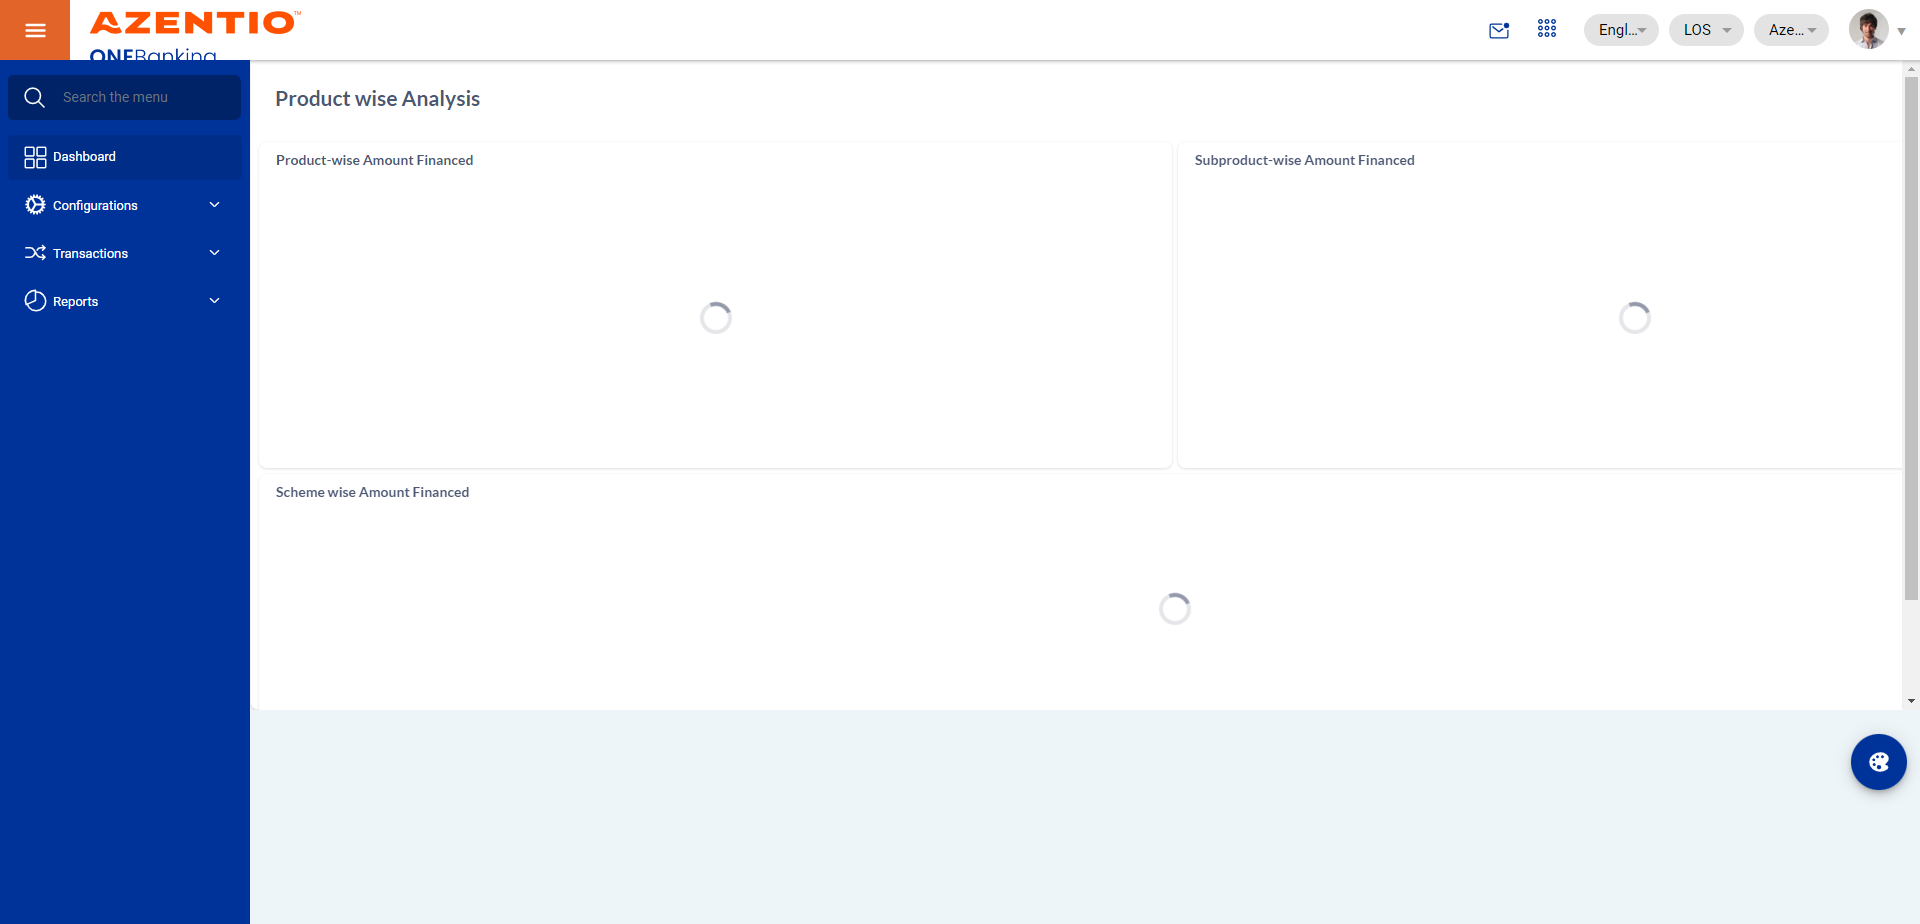 AZENTIO™
ONEBanking
Engl...
LOS
Aze...
Search the menu
Dashboard
Configurations
Transactions
Reports
Product wise Analysis
Product-wise Amount Financed
Subproduct-wise Amount Financed
Scheme wise Amount Financed